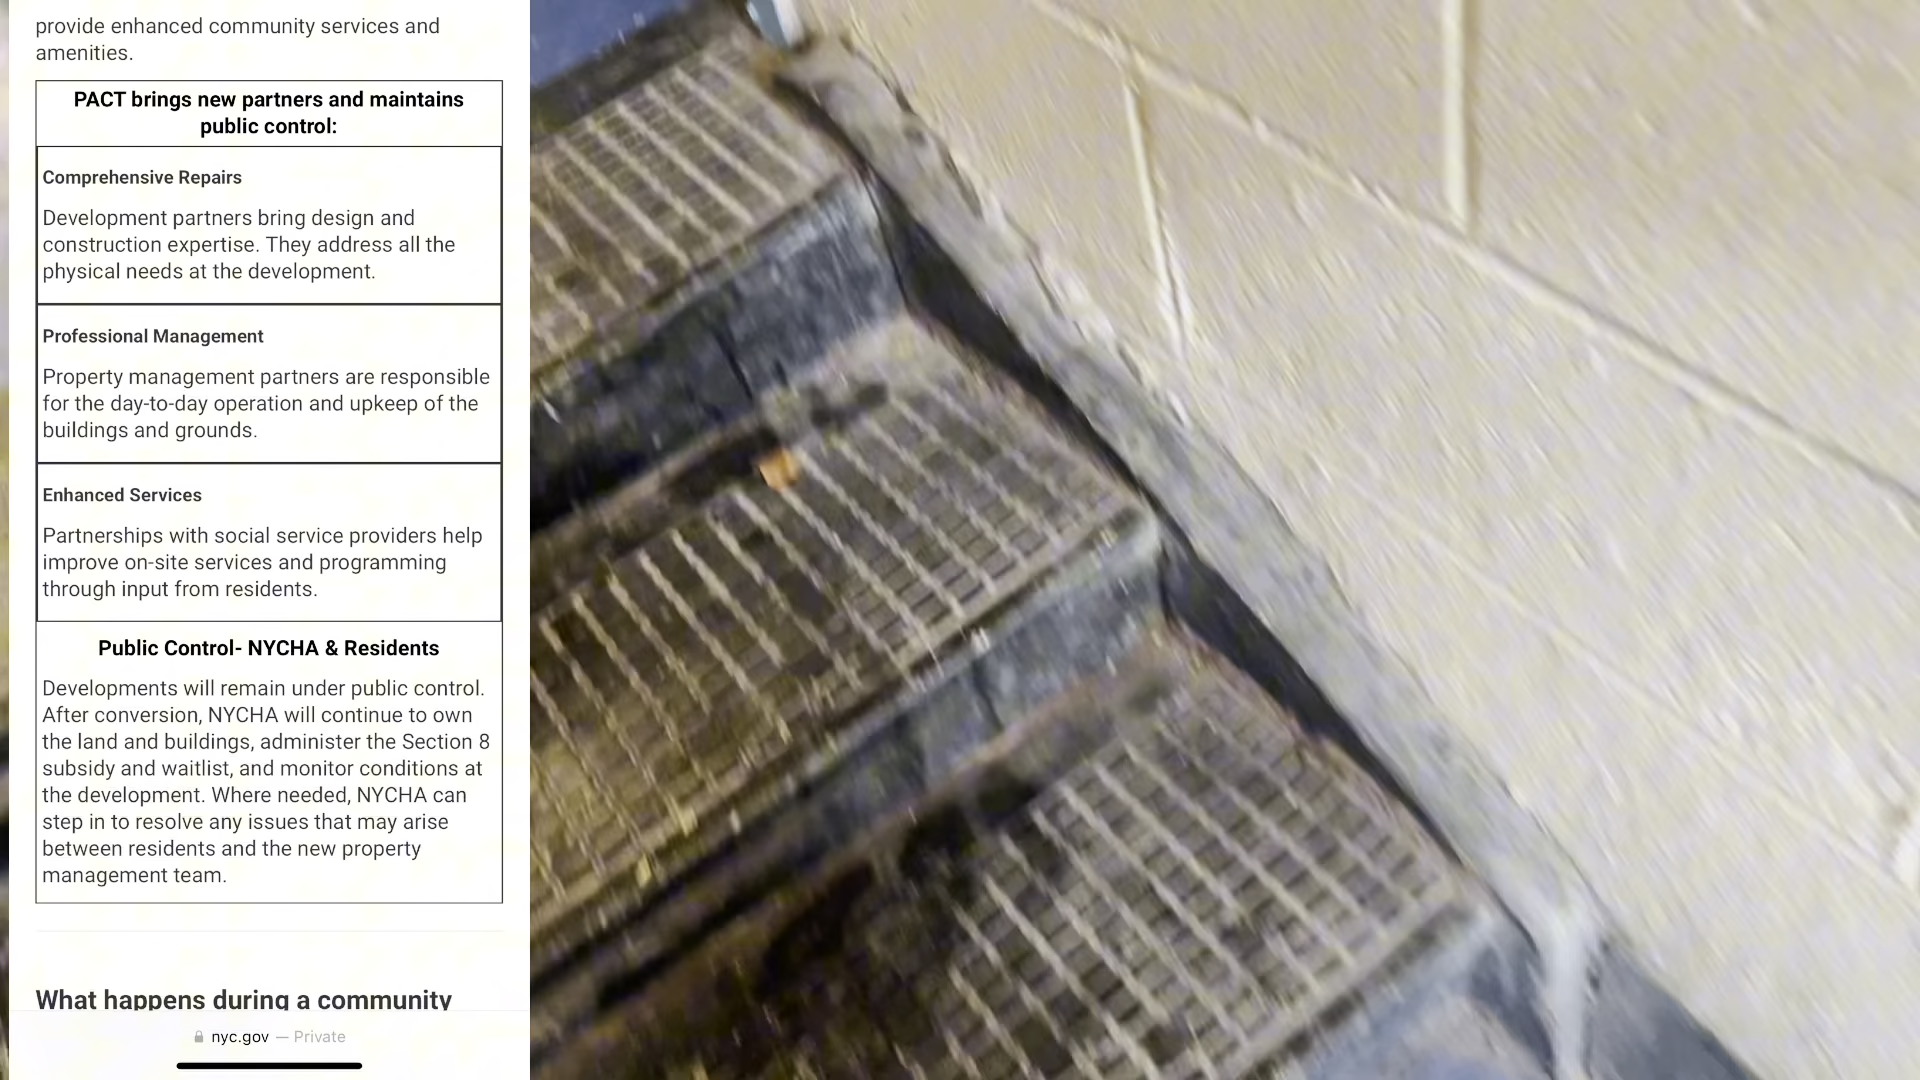 provide enhanced community services and
amenities.
PACT brings new partners and maintains
public control:
Comprehensive Repairs
Development partners bring design and
construction expertise. They address all the
physical needs at the development.
Professional Management
Property management partners are responsible
for the day-to-day operation and upkeep of the
buildings and grounds.
Enhanced Services
Partnerships with social service providers help
improve on-site services and programming
through input from residents.
Public Control- NYCHA & Residents
Developments will remain under public control.
After conversion, NYCHA will continue to own
the land and buildings, administer the Section 8
subsidy and waitlist, and monitor conditions at
the development. Where needed, NYCHA can
step in to resolve any issues that may arise
between residents and the new property
management team.
What happens during a community
nyc.gov — Private